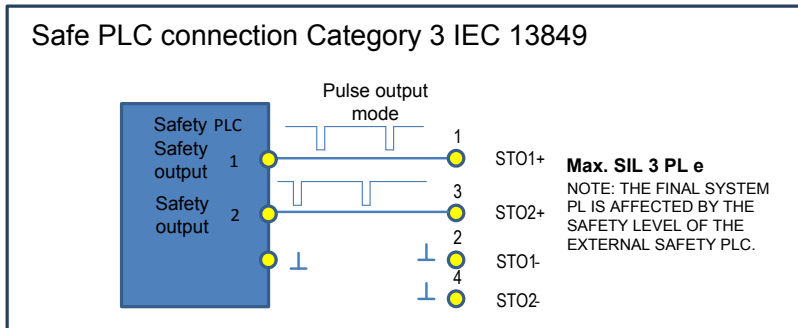 Safe PLC connection Category 3 IEC 13849
Pulse output
mode
Safety PLC
Safety
output 1
Safety
output 2
1
STO1+
3
STO2+
2
STO1-
4
STO2-
Max. SIL 3 PL e
NOTE: THE FINAL SYSTEM
PL IS AFFECTED BY THE
SAFETY LEVEL OF THE
EXTERNAL SAFETY PLC.